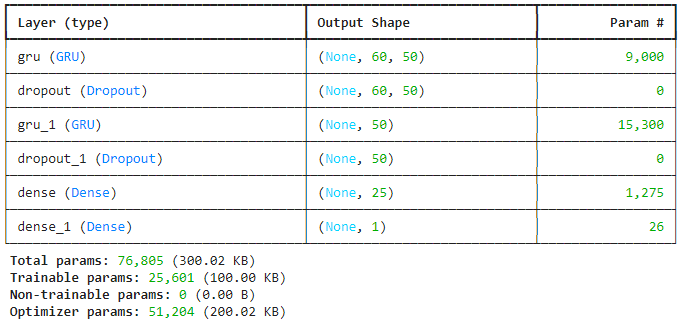 Layer (type) Output Shape Param #
gru (GRU) (None, 60, 50) 9,000
dropout (Dropout) (None, 60, 50) 0
gru_1 (GRU) (None, 50) 15,300
dropout_1 (Dropout) (None, 50) 0
dense (Dense) (None, 25) 1,275
dense_1 (Dense) (None, 1) 26
Total params: 76,805 (300.02 KB)
Trainable params: 25,601 (100.00 KB)
Non-trainable params: 0 (0.00 B)
Optimizer params: 51,204 (200.02 KB)